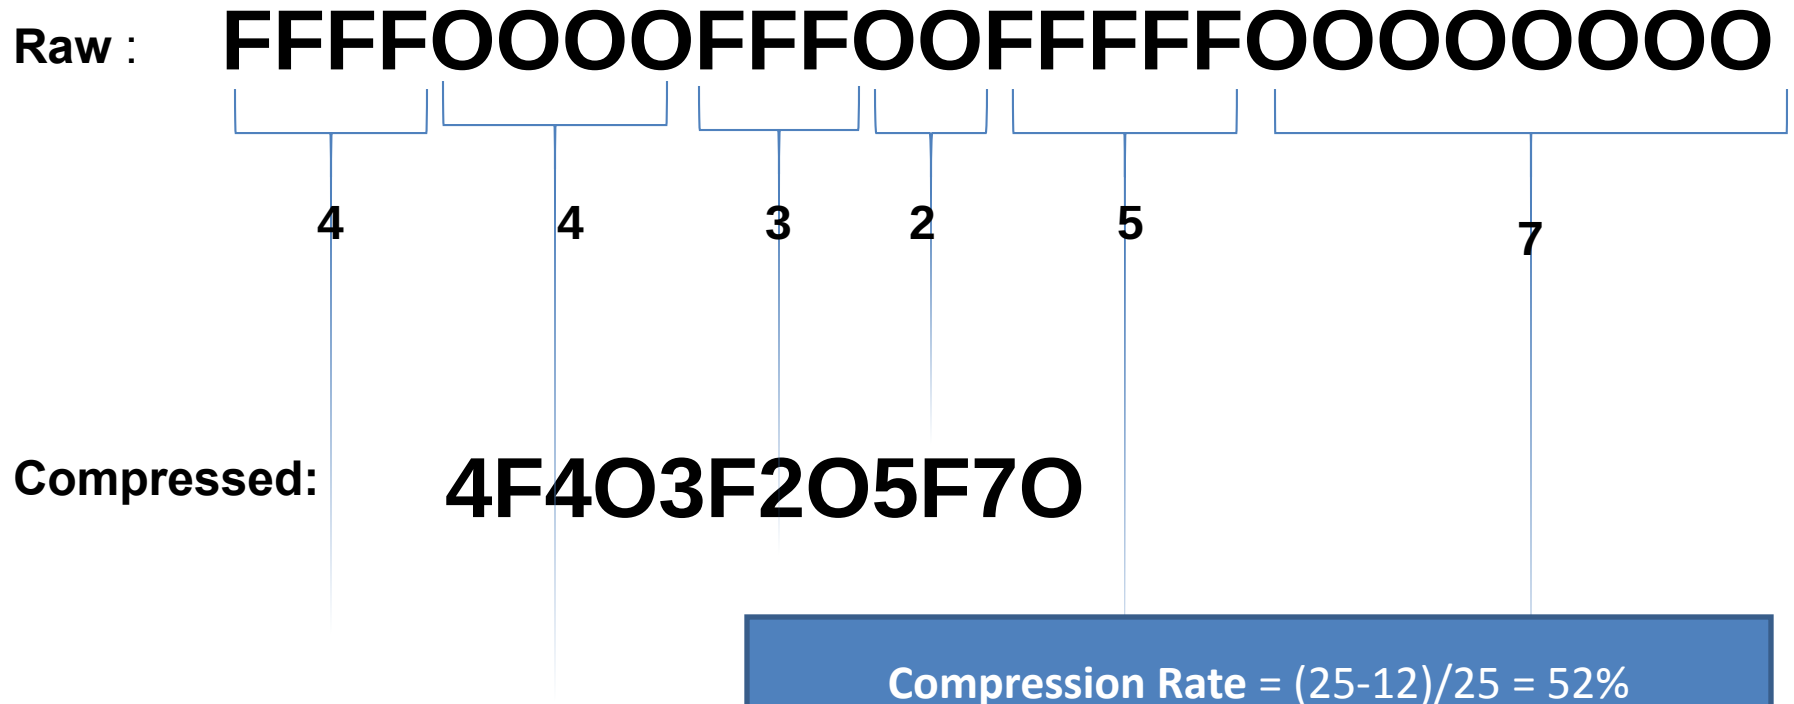 Raw : FFFFOOOOFFFOOFFFFFOOOOOOOO
4 4 3 2 5 7
Compressed: 4F4O3F2O5F7O
Compression Rate = (25-12)/25 = 52%